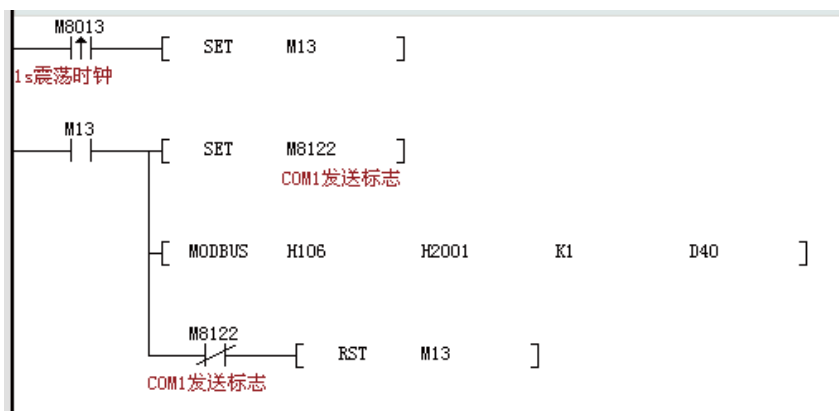 M8013
SET M13
1s震荡时钟
M13
SET M8122
COM1发送标志
MODBUS H106 H2001 K1 D40
M8122
RST M13
COM1发送标志